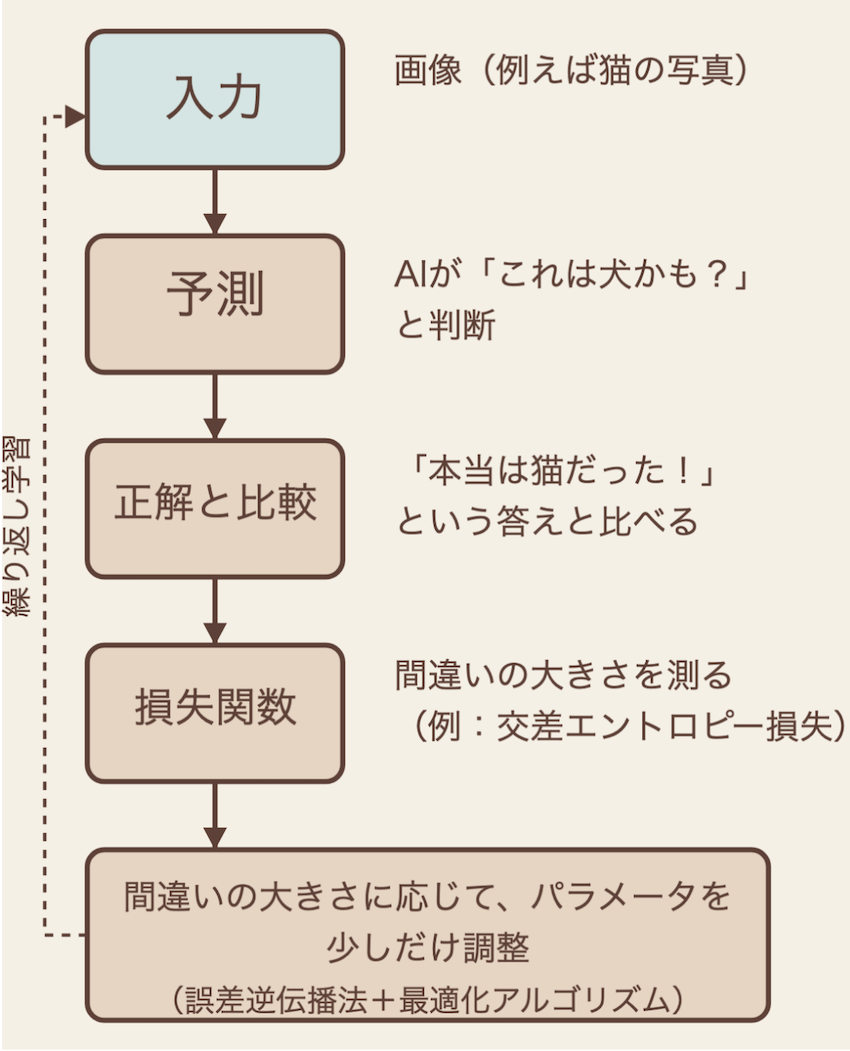 入力
画像（例えば猫の写真）
予測
AIが「これは犬かも？」
と判断
正解と比較
「本当は猫だった！」
という答えと比べる
損失関数
間違いの大きさを測る
（例：交差エントロピー損失）
間違いの大きさに応じて、パラメータを
少しだけ調整
（誤差逆伝播法＋最適化アルゴリズム）
繰り返し学習